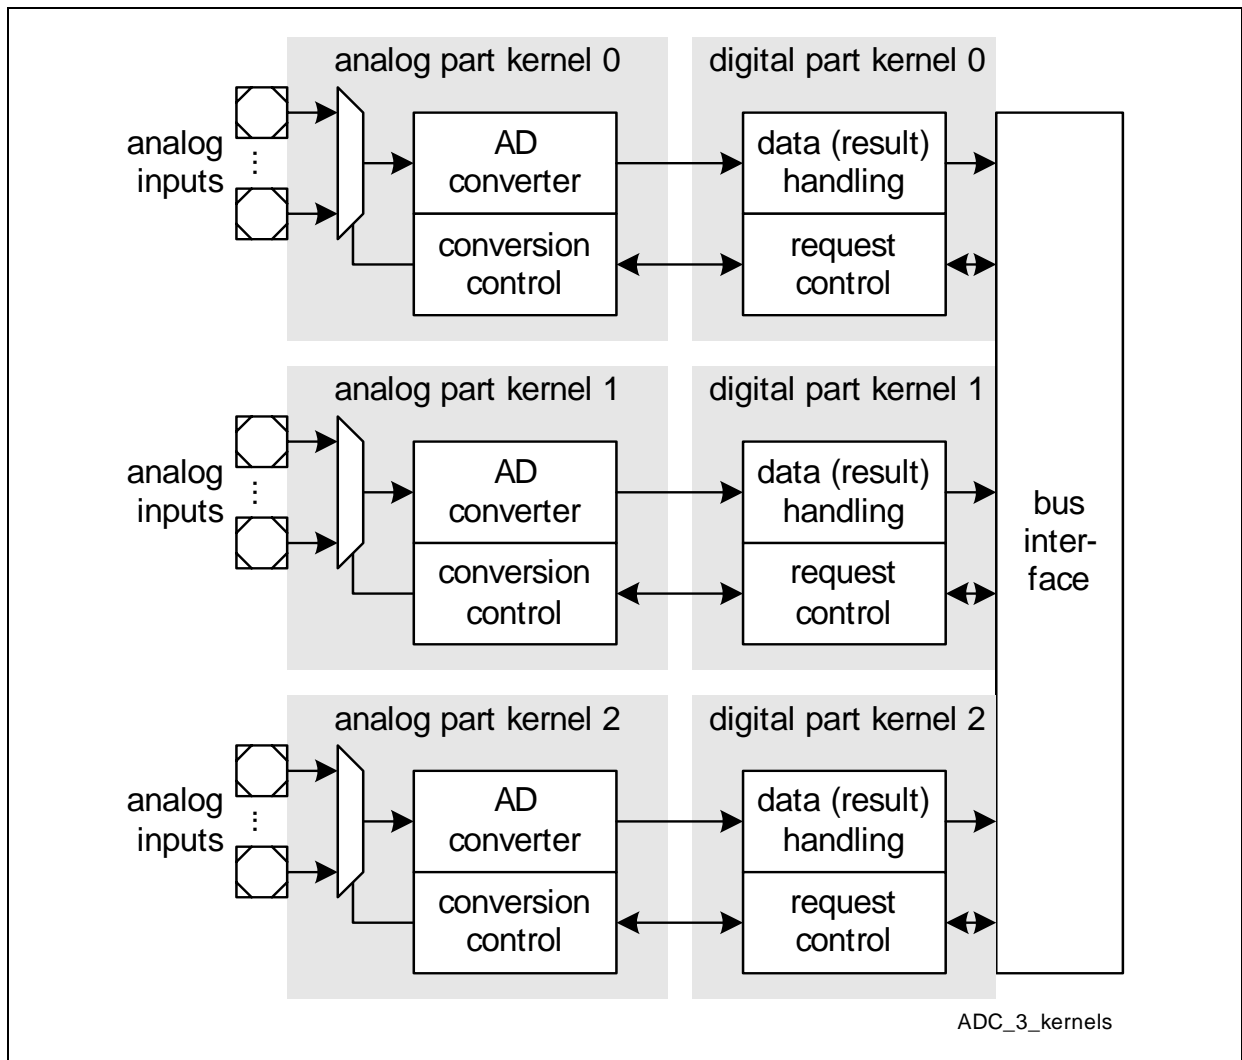 analog part kernel 0
digital part kernel 0
analog
inputs
...
AD
converter
data (result)
handling
conversion
control
request
control
analog part kernel 1
digital part kernel 1
analog
inputs
...
AD
converter
data (result)
handling
conversion
control
request
control
bus
inter-
face
analog part kernel 2
digital part kernel 2
analog
inputs
...
AD
converter
data (result)
handling
conversion
control
request
control
ADC_3_kernels